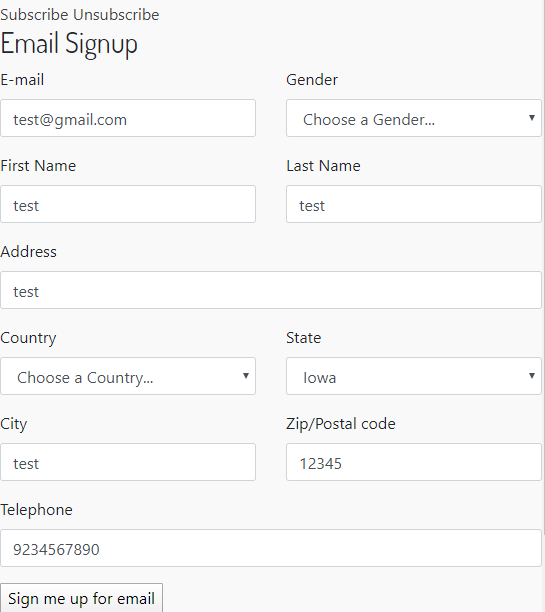 Subscribe Unsubscribe
Email Signup
E-mail Gender
test@gmail.com Choose a Gender...
First Name Last Name
test test
Address
test
Country State
Choose a Country... Iowa
City Zip/Postal code
test 12345
Telephone
9234567890
Sign me up for email